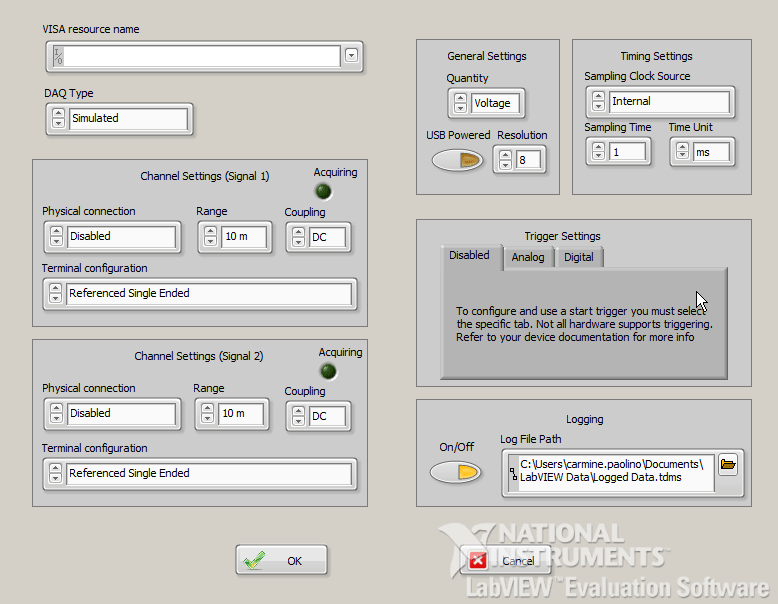 VISA resource name
I/O
DAQ Type
Simulated
Channel Settings (Signal 1)
Acquiring
Physical connection
Range
Coupling
Disabled
10 m
DC
Terminal configuration
Referenced Single Ended
Channel Settings (Signal 2)
Acquiring
Physical connection
Range
Coupling
Disabled
10 m
DC
Terminal configuration
Referenced Single Ended
OK
General Settings
Quantity
Voltage
USB Powered
Resolution
8
Timing Settings
Sampling Clock Source
Internal
Sampling Time
Time Unit
1
ms
Trigger Settings
Disabled
Analog
Digital
To configure and use a start trigger you must select
the specific tab. Not all hardware supports triggering.
Refer to your device documentation for more info
Logging
On/Off
Log File Path
C:\Users\carmine.paolino\Documents\
LabVIEW Data\Logged Data.tdms
Cancel
NATIONAL
INSTRUMENTS™
LabVIEW™ Evaluation Software